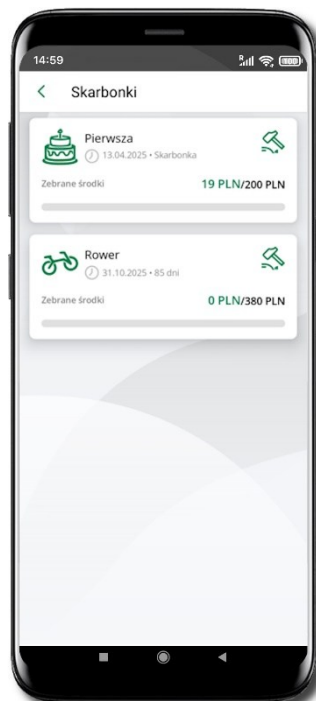 14:59
Skarbonki
Pierwsza
13.04.2025 • Skarbonka
Zebrane środki 19 PLN/200 PLN
Rower
31.10.2025 • 85 dni
Zebrane środki 0 PLN/380 PLN